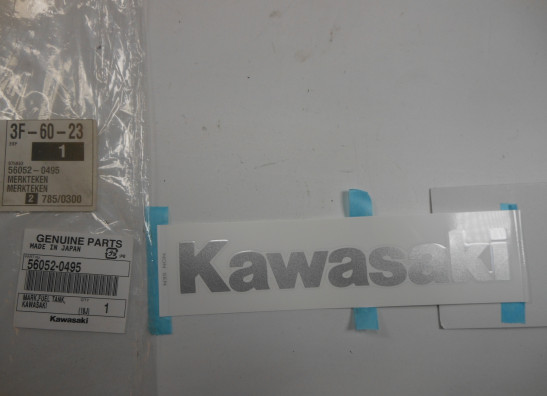 3F-60-23
1
56052-0495
MERKTEKEN
MERKTEKEN
2 785/0300
GENUINE PARTS
MADE IN JAPAN
56052-0495
MARK,FUEL TANK,
KAWASAKI
1
Kawasaki
Kawasaki